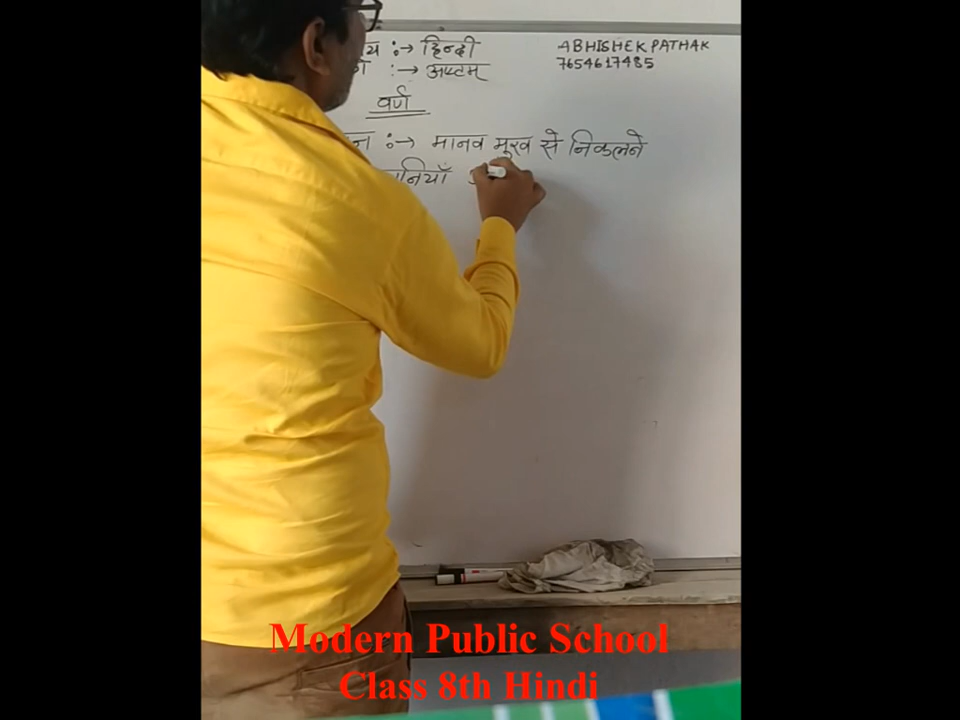 :→ हिन्दी
:→ अष्टम्
ABHISHEK PATHAK
7654617485
वर्ण
:→ मानव मूख से निकलने
Modern Public School
Class 8th Hindi